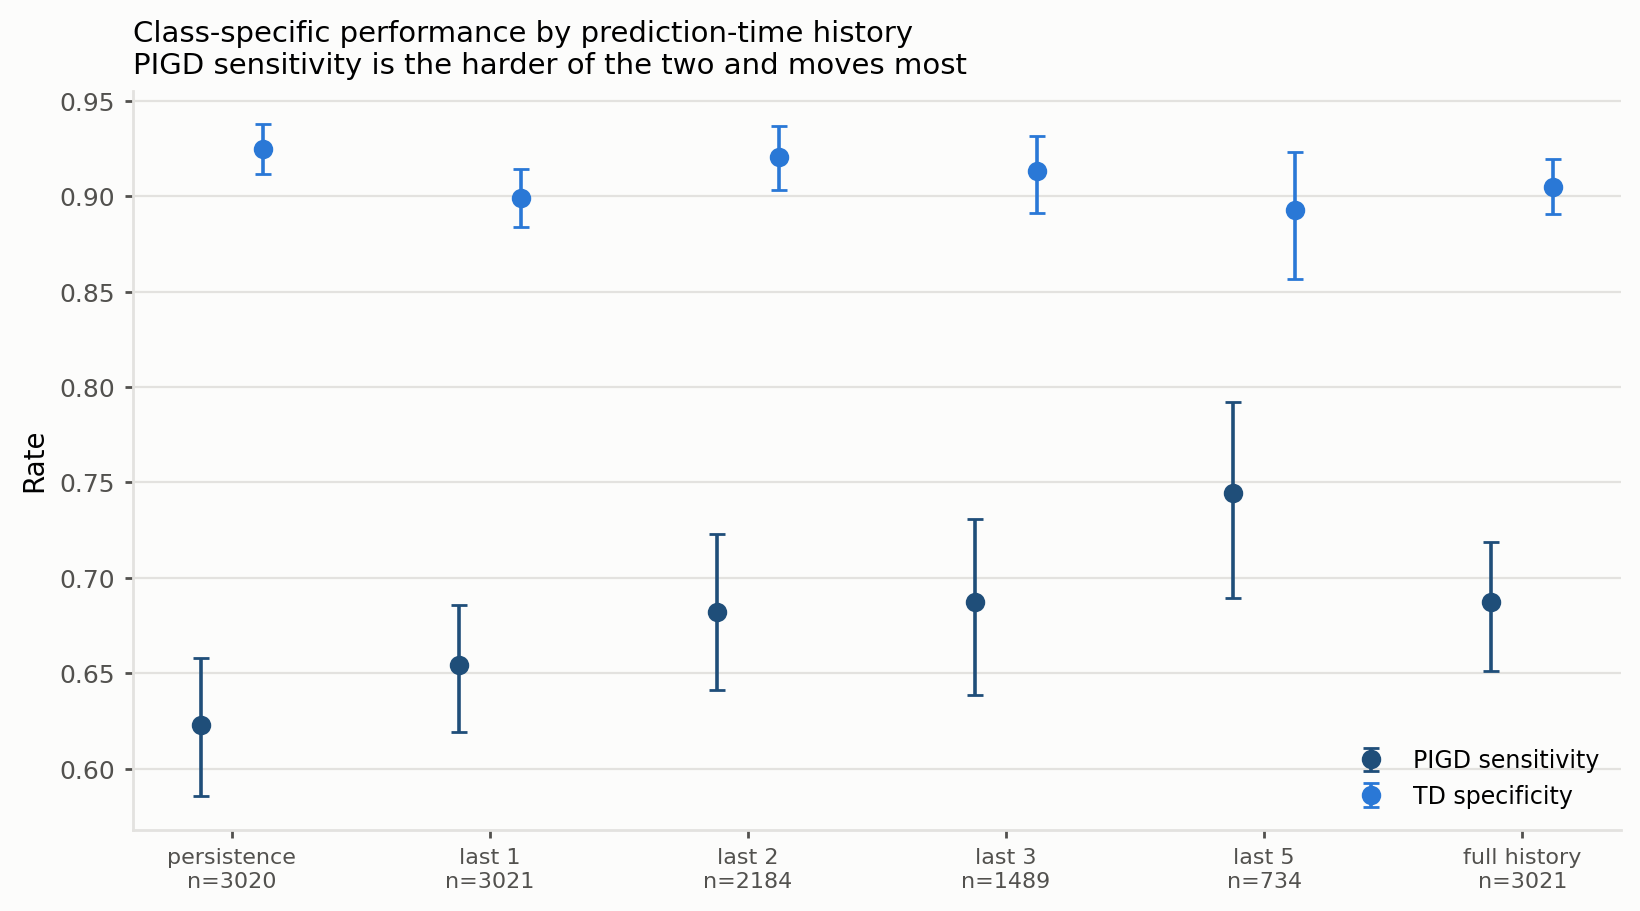 Class-specific performance by prediction-time history
PIGD sensitivity is the harder of the two and moves most
0.95
0.90
0.85
0.80
0.75
0.70
0.65
0.60
Rate
PIGD sensitivity
TD specificity
persistence
n=3020
last 1
n=3021
last 2
n=2184
last 3
n=1489
last 5
n=734
full history
n=3021